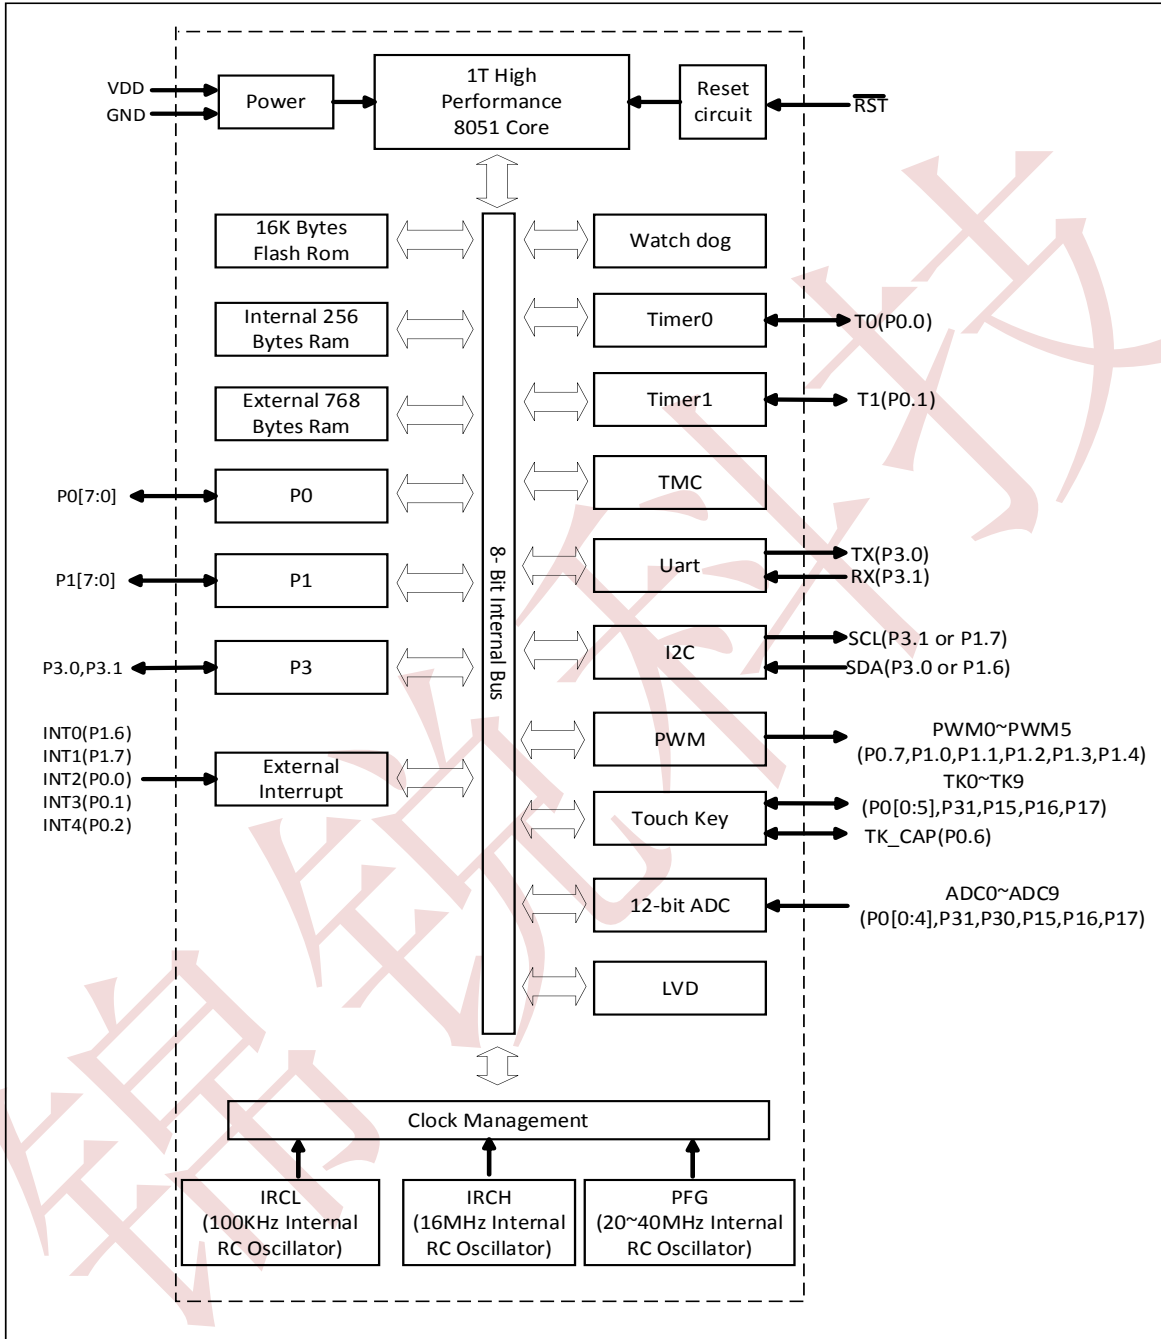 1T High
Performance
8051 Core
VDD
GND
Power
Reset
circuit
RST
16K Bytes
Flash Rom
Watch dog
Internal 256
Bytes Ram
Timer0
T0(P0.0)
External 768
Bytes Ram
Timer1
T1(P0.1)
P0[7:0]
P0
TMC
8- Bit Internal Bus
P1[7:0]
P1
Uart
TX(P3.0)
RX(P3.1)
P3.0,P3.1
P3
I2C
SCL(P3.1 or P1.7)
SDA(P3.0 or P1.6)
INT0(P1.6)
INT1(P1.7)
INT2(P0.0)
INT3(P0.1)
INT4(P0.2)
External
Interrupt
PWM
PWM0~PWM5
(P0.7,P1.0,P1.1,P1.2,P1.3,P1.4)
Touch Key
TK0~TK9
(P0[0:5],P31,P15,P16,P17)
TK_CAP(P0.6)
12-bit ADC
ADC0~ADC9
(P0[0:4],P31,P30,P15,P16,P17)
LVD
Clock Management
IRCL
(100KHz Internal
RC Oscillator)
IRCH
(16MHz Internal
RC Oscillator)
PFG
(20~40MHz Internal
RC Oscillator)
锦锐科技